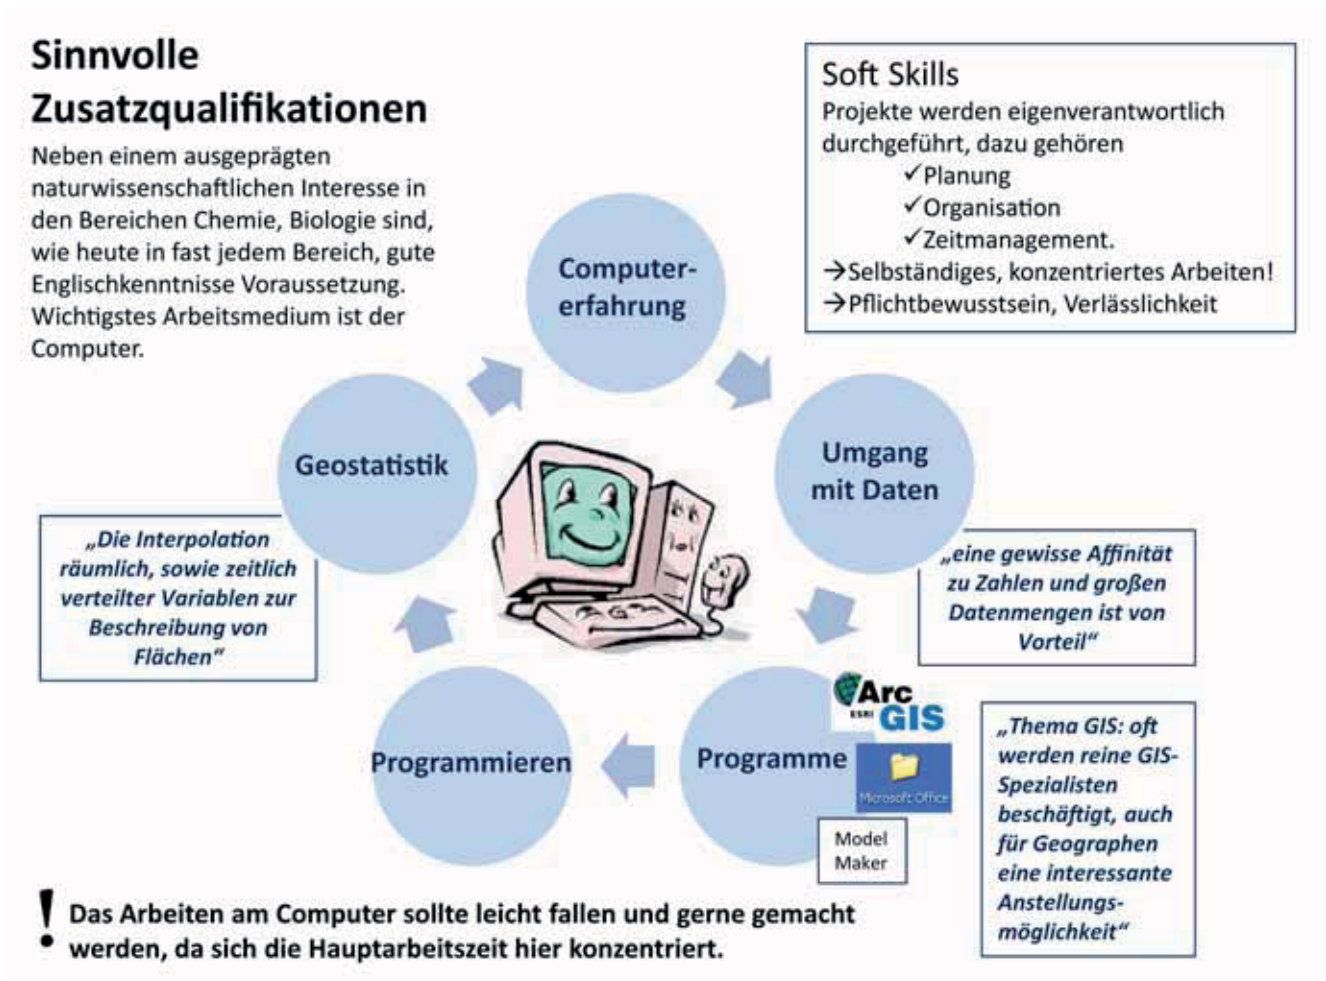 Sinnvolle
Zusatzqualifikationen
Neben einem ausgeprägten
naturwissenschaftlichen Interesse in
den Bereichen Chemie, Biologie sind,
wie heute in fast jedem Bereich, gute
Englischkenntnisse Voraussetzung.
Wichtigstes Arbeitsmedium ist der
Computer.
Soft Skills
Projekte werden eigenverantwortlich
durchgeführt, dazu gehören
✓Planung
✓Organisation
✓Zeitmanagement.
→Selbständiges, konzentriertes Arbeiten!
→Pflichtbewusstsein, Verlässlichkeit
Computer-
erfahrung
Umgang
mit Daten
„eine gewisse Affinität
zu Zahlen und großen
Datenmengen ist von
Vorteil“
Programme
Arc
ESRI GIS
Microsoft Office
Model
Maker
„Thema GIS: oft
werden reine GIS-
Spezialisten
beschäftigt, auch
für Geographen
eine interessante
Anstellungs-
möglichkeit“
Programmieren
Geostatistik
„Die Interpolation
räumlich, sowie zeitlich
verteilter Variablen zur
Beschreibung von
Flächen“
! Das Arbeiten am Computer sollte leicht fallen und gerne gemacht
werden, da sich die Hauptarbeitszeit hier konzentriert.